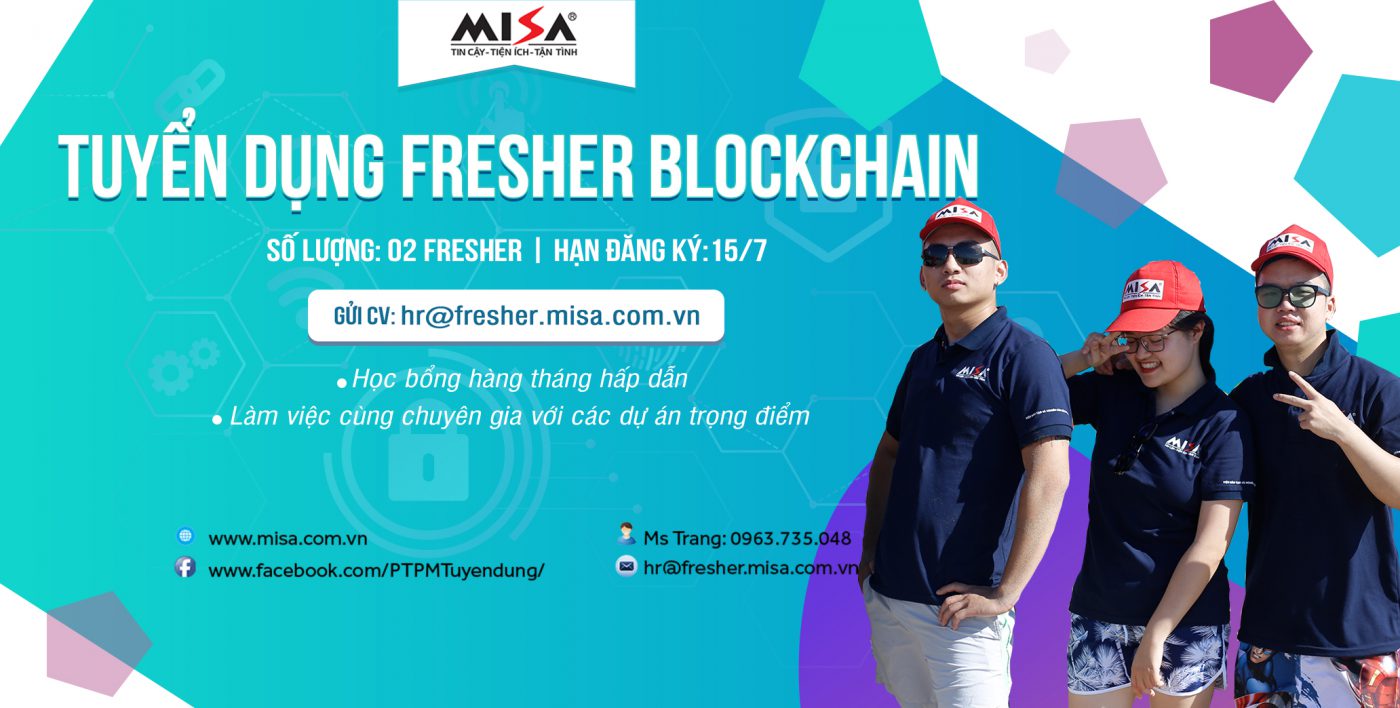 MISA®
TIN CẬY-TIỆN ÍCH-TẬN TÌNH
TUYỂN DỤNG FRESHER BLOCKCHAIN
SỐ LƯỢNG: 02 FRESHER | HẠN ĐĂNG KÝ:15/7
GỬI CV: hr@fresher.misa.com.vn
• Học bổng hàng tháng hấp dẫn
• Làm việc cùng chuyên gia với các dự án trọng điểm
www.misa.com.vn
www.facebook.com/PTPMTuyendung/
Ms Trang: 0963.735.048
hr@fresher.misa.com.vn
MISA
MISA
MISA
MISA
MISA